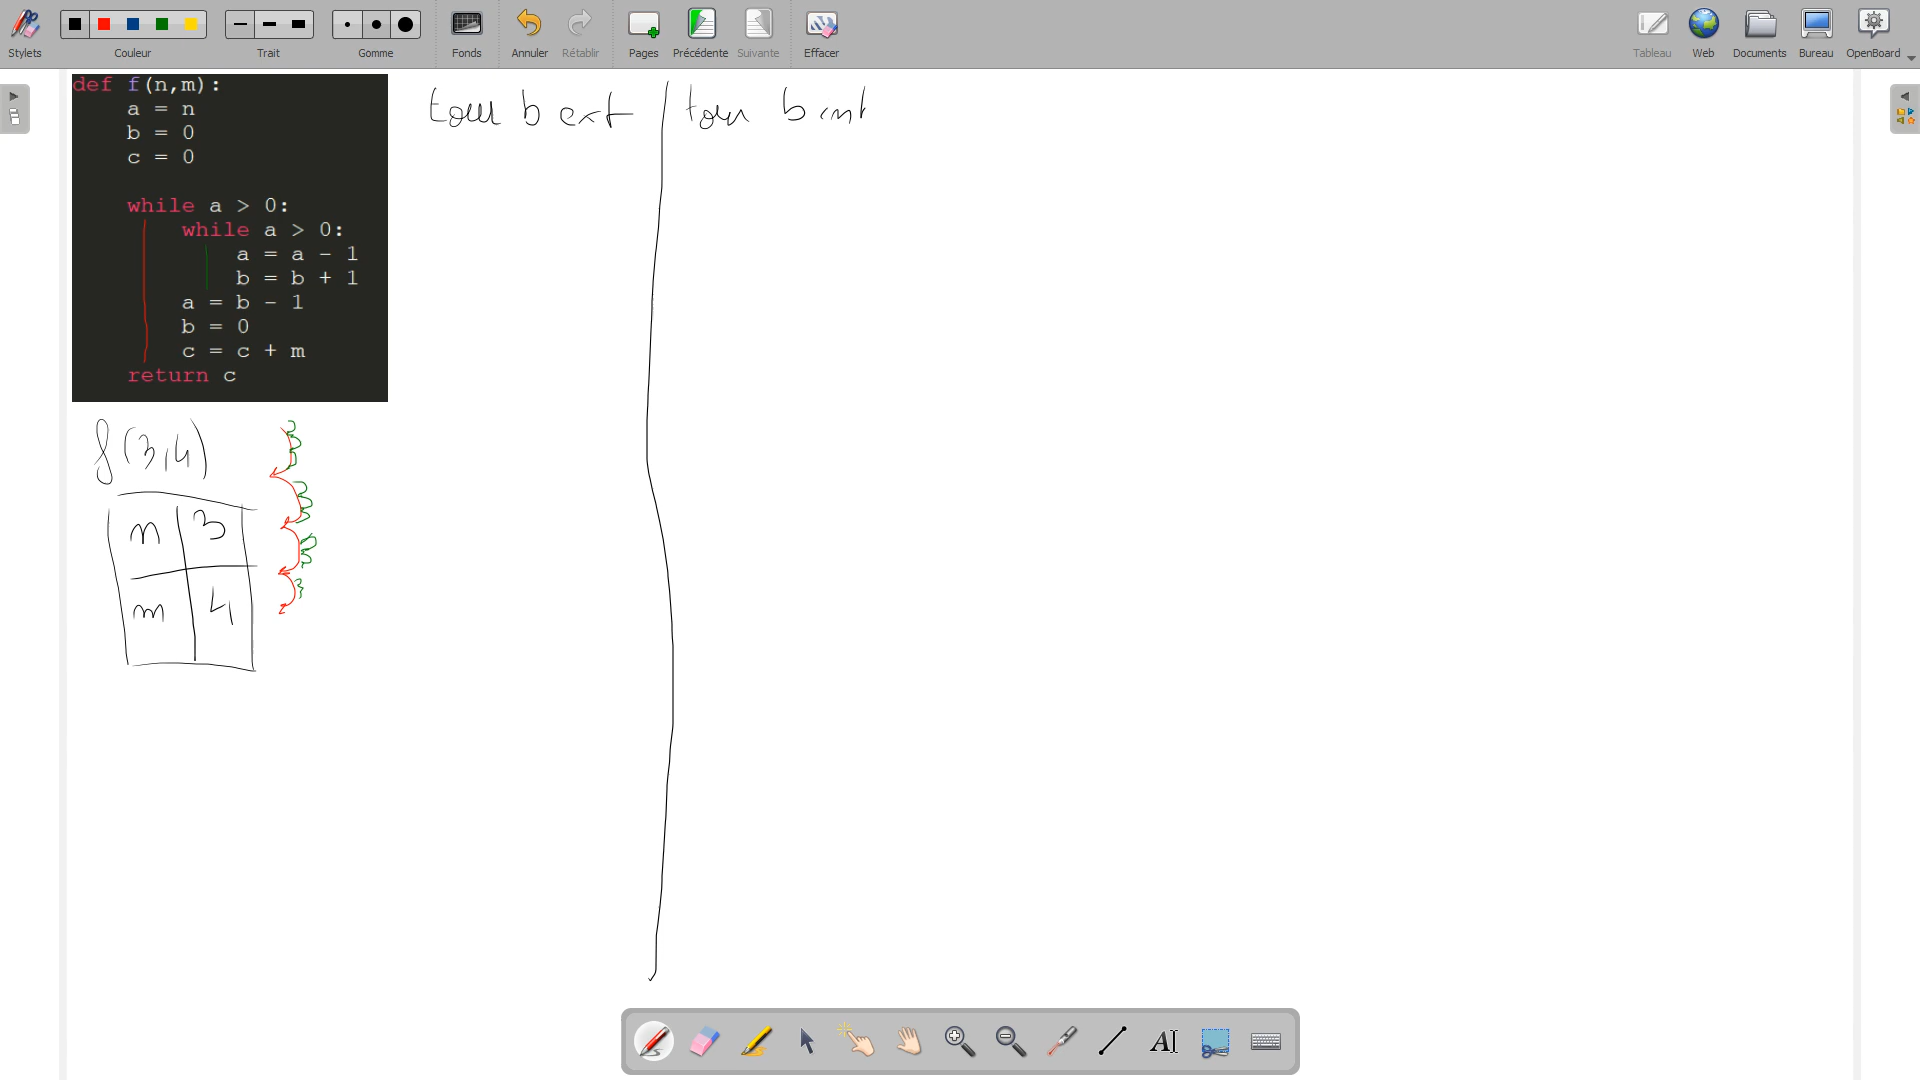 Stylets Couleur Trait Gomme Fonds Annuler Rétablir Pages Précédente Suivante Effacer Tableau Web Documents Bureau OpenBoard
def f(n,m):
a = n
b = 0
c = 0
while a > 0:
while a > 0:
a = a - 1
b = b + 1
a = b - 1
b = 0
c = c + m
return c
tour b ext
tour b int
f(3,4)
n 3
m 4
AI